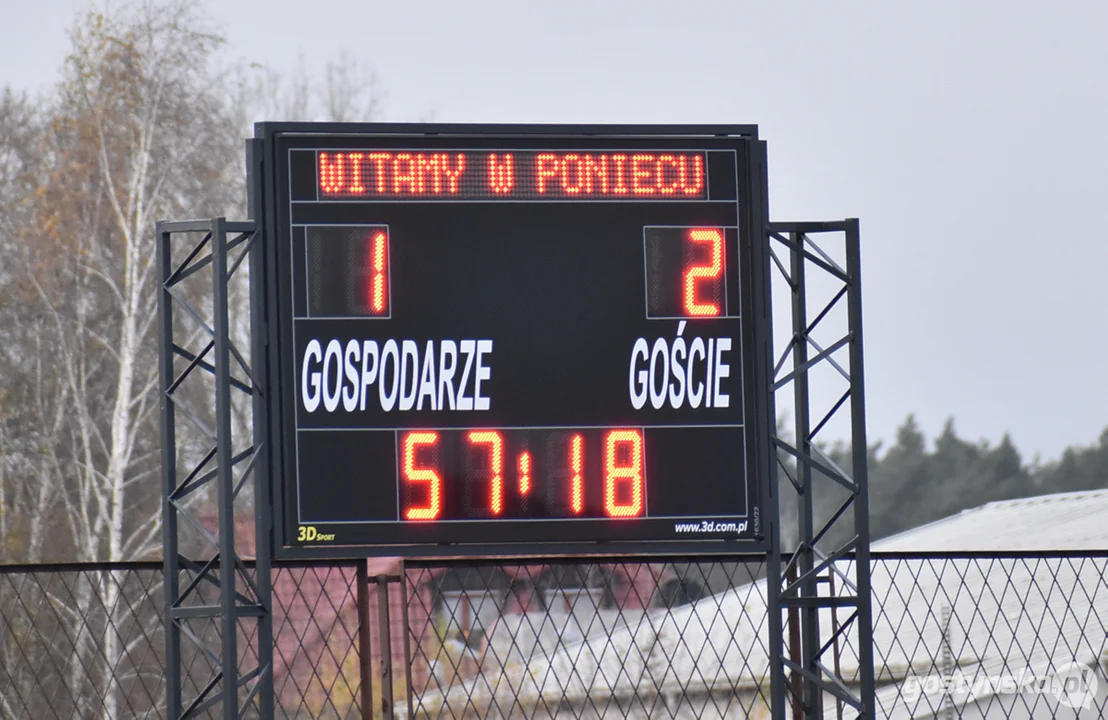 WITAMY W PONIECU
1 2
GOSPODARZE GOŚCIE
57:18
3D SPORT www.3d.com.pl
gostynska.pl